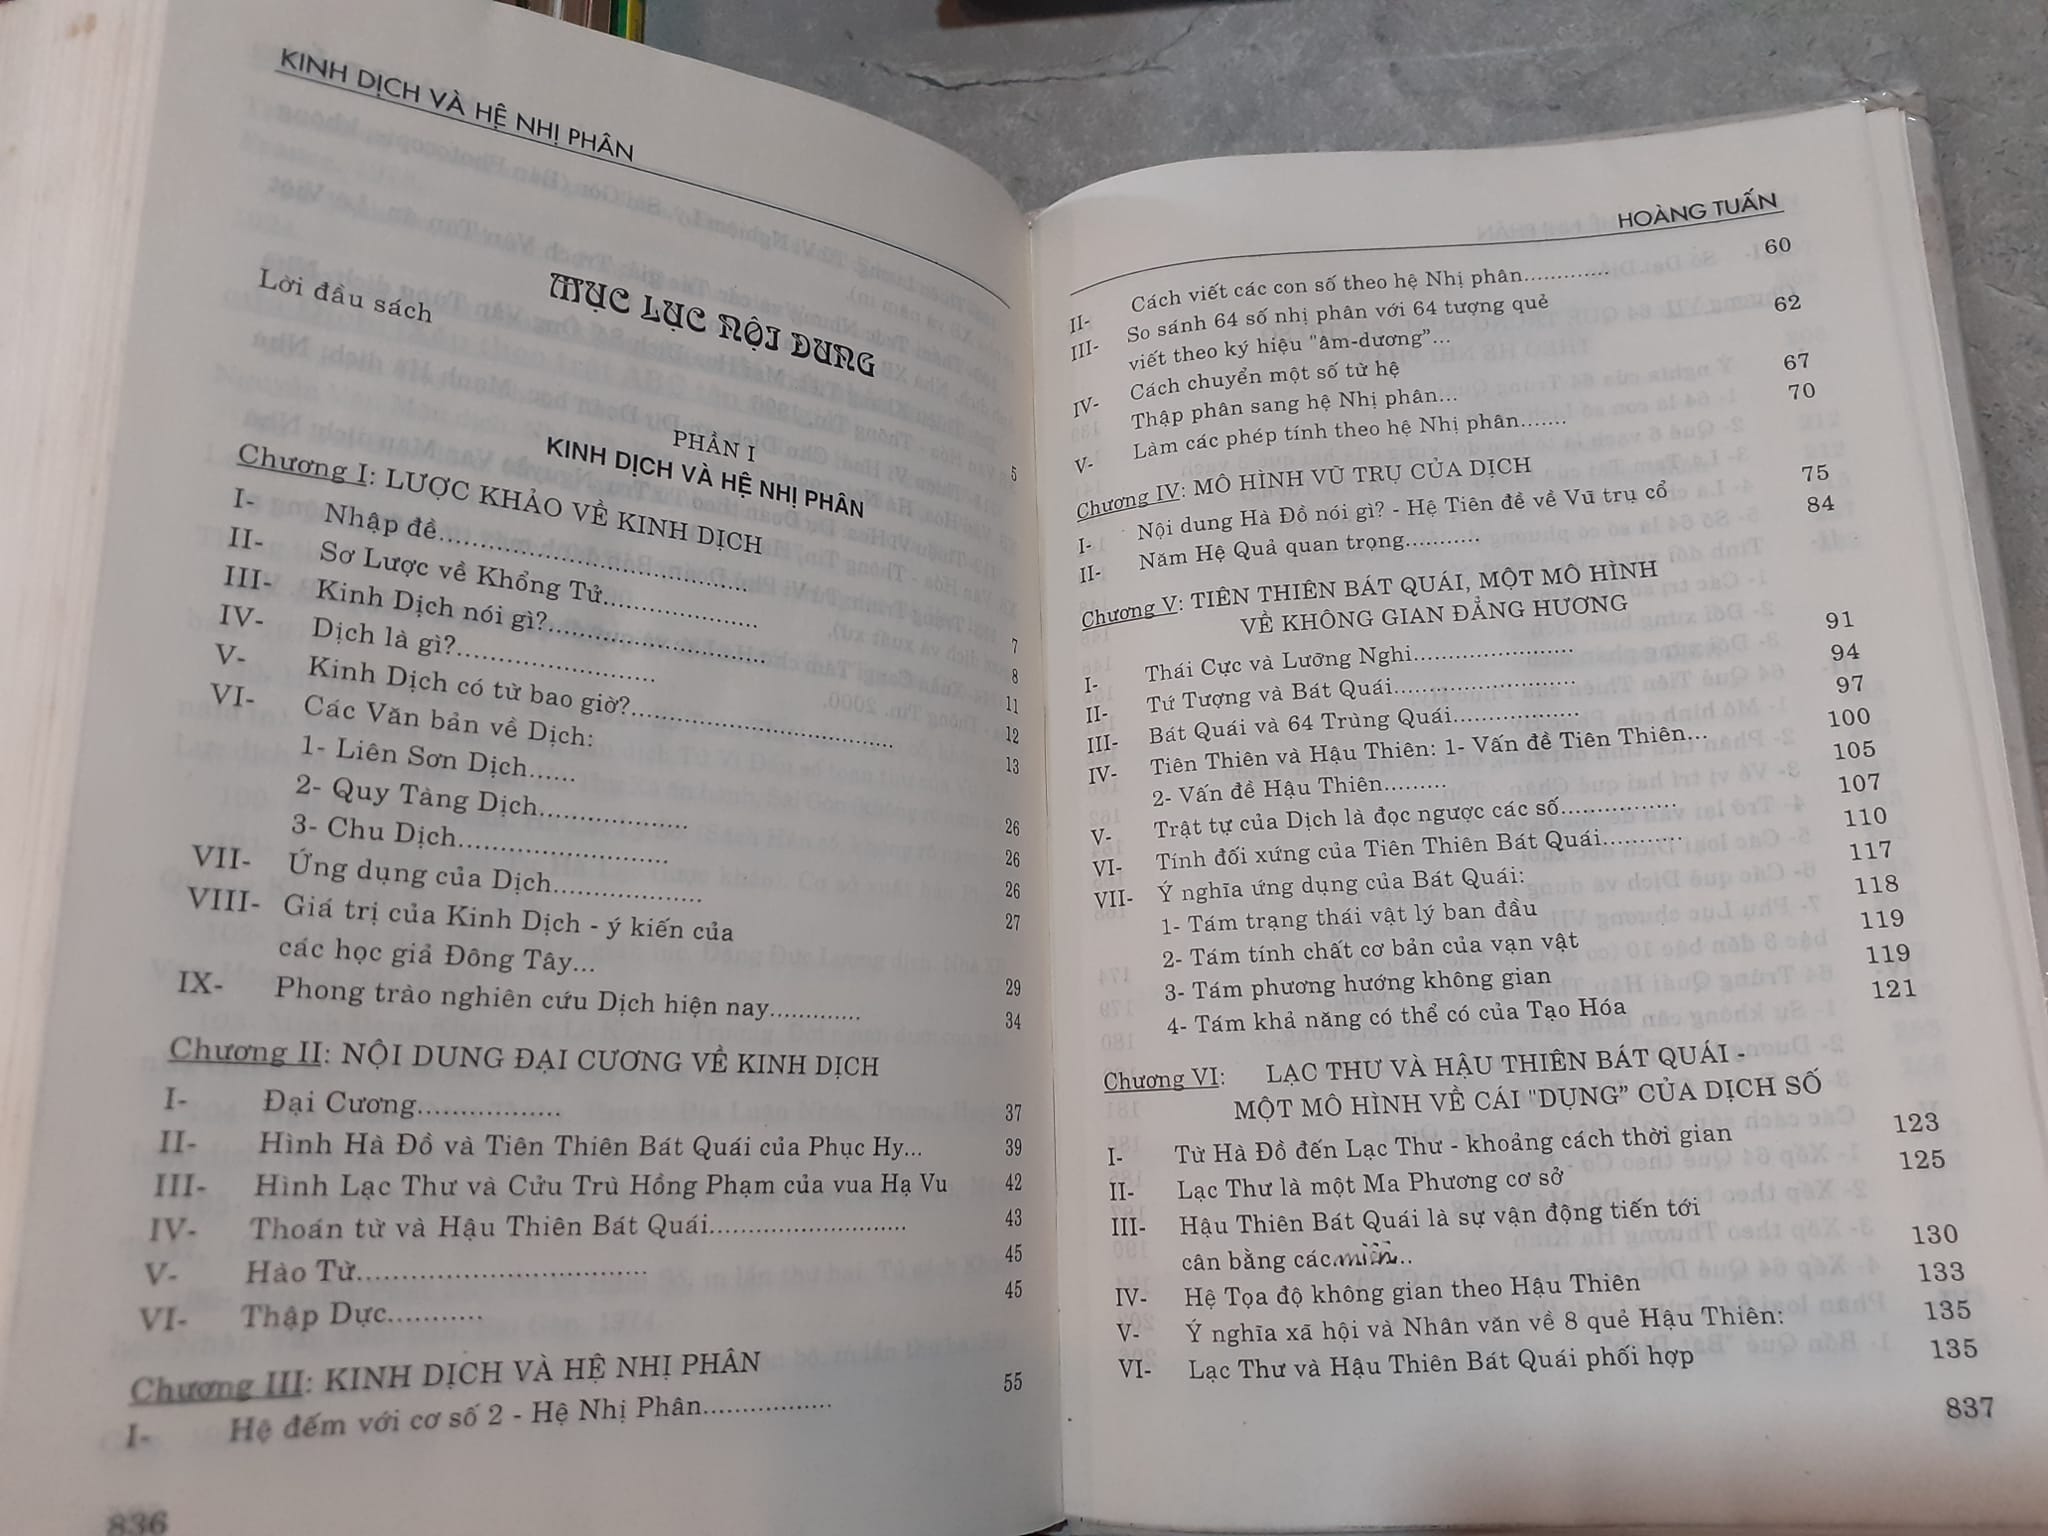 KINH DỊCH VÀ HỆ NHỊ PHÂN
MỤC LỤC NỘI DUNG
Lời đầu sách 5
PHẦN I
KINH DỊCH VÀ HỆ NHỊ PHÂN
Chương I: LƯỢC KHẢO VỀ KINH DỊCH
I- Nhập đề.............................................. 7
II- Sơ Lược về Khổng Tử....................... 8
III- Kinh Dịch nói gì?................................. 11
IV- Dịch là gì?.............................. 12
V- Kinh Dịch có từ bao giờ?....................................... 13
VI- Các Văn bản về Dịch:
1- Liên Sơn Dịch...... 26
2- Quy Tàng Dịch.................... 26
3- Chu Dịch............................ 26
VII- Ứng dụng của Dịch.................... 27
VIII- Giá trị của Kinh Dịch - ý kiến của
các học giả Đông Tây... 29
IX- Phong trào nghiên cứu Dịch hiện nay............. 34
Chương II: NỘI DUNG ĐẠI CƯƠNG VỀ KINH DỊCH
I- Đại Cương................... 37
II- Hình Hà Đồ và Tiên Thiên Bát Quái của Phục Hy... 39
III- Hình Lạc Thư và Cửu Trù Hồng Phạm của vua Hạ Vu 42
IV- Thoán từ và Hậu Thiên Bát Quái........................... 43
V- Hào Từ....................................... 45
VI- Thập Dực............. 45
Chương III: KINH DỊCH VÀ HỆ NHỊ PHÂN
I- Hệ đếm với cơ số 2 - Hệ Nhị Phân................. 55
836
HOÀNG TUẤN
II- Cách viết các con số theo hệ Nhị phân............. 60
III- So sánh 64 số nhị phân với 64 tượng quẻ
viết theo ký hiệu "âm-dương”... 62
IV- Cách chuyển một số từ hệ
Thập phân sang hệ Nhị phân... 67
V- Làm các phép tính theo hệ Nhị phân....... 70
Chương IV: MÔ HÌNH VŨ TRỤ CỦA DỊCH
I- Nội dung Hà Đồ nói gì? - Hệ Tiên đề về Vũ trụ cổ 75
II- Năm Hệ Quả quan trọng........... 84
Chương V: TIÊN THIÊN BÁT QUÁI, MỘT MÔ HÌNH
VỀ KHÔNG GIAN ĐẲNG HƯƠNG
I- Thái Cực và Lưỡng Nghi....................... 91
II- Tứ Tượng và Bát Quái.......................... 94
III- Bát Quái và 64 Trùng Quái.................. 97
IV- Tiên Thiên và Hậu Thiên: 1- Vấn đề Tiên Thiên... 100
2- Vấn đề Hậu Thiên......... 105
V- Trật tự của Dịch là đọc ngược các số................. 107
VI- Tính đối xứng của Tiên Thiên Bát Quái........... 110
VII- Ý nghĩa ứng dụng của Bát Quái: 117
1- Tám trạng thái vật lý ban đầu 118
2- Tám tính chất cơ bản của vạn vật 119
3- Tám phương hướng không gian 119
4- Tám khả năng có thể có của Tạo Hóa 121
Chương VI: LẠC THƯ VÀ HẬU THIÊN BÁT QUÁI -
MỘT MÔ HÌNH VỀ CÁI "DỤNG” CỦA DỊCH SỐ
I- Từ Hà Đồ đến Lạc Thư - khoảng cách thời gian 123
II- Lạc Thư là một Ma Phương cơ sở 125
III- Hậu Thiên Bát Quái là sự vận động tiến tới
cân bằng các miền.. 130
IV- Hệ Tọa độ không gian theo Hậu Thiên 133
V- Ý nghĩa xã hội và Nhân văn về 8 quẻ Hậu Thiên: 135
VI- Lạc Thư và Hậu Thiên Bát Quái phối hợp 135
837